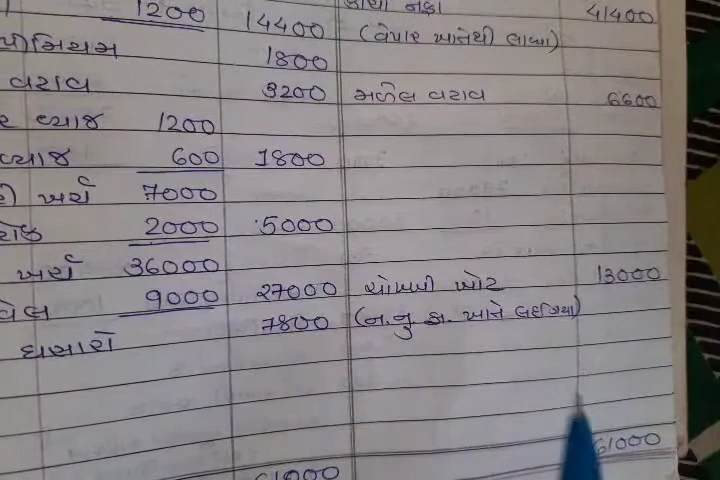 1200 14400 કાચો નફો 41400
પ્રીમિયમ 1800 (વેપાર ખાતેથી લાવ્યા)
વટાવ 3200 મળેલ વટાવ 6600
વ્યાજ 1200
વ્યાજ 600 1800
ખર્ચ 7000
2000 5000
ખર્ચ 36000
9000 27000 ચોખ્ખી ખોટ 13000
ઘસારો 7800 (ન.નુ. ખાતે લઈ ગયા)
61000 61000